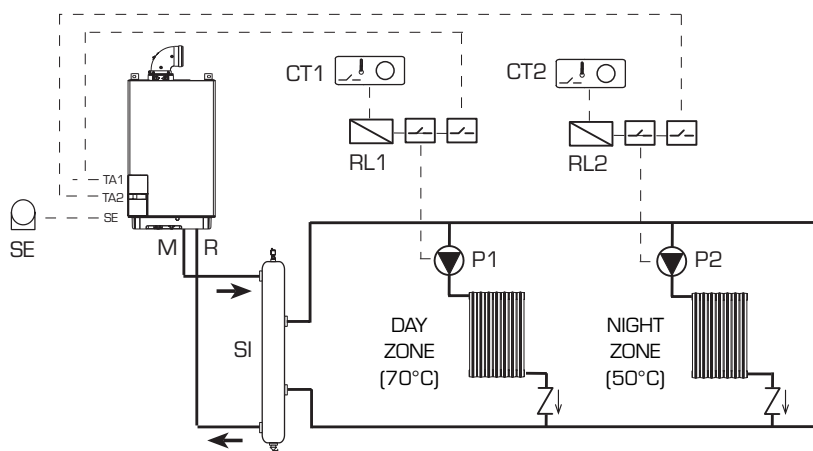 CT1
CT2
RL1
RL2
TA1
TA2
SE
SE
M R
P1
P2
SI
DAY
ZONE
(70°C)
NIGHT
ZONE
(50°C)